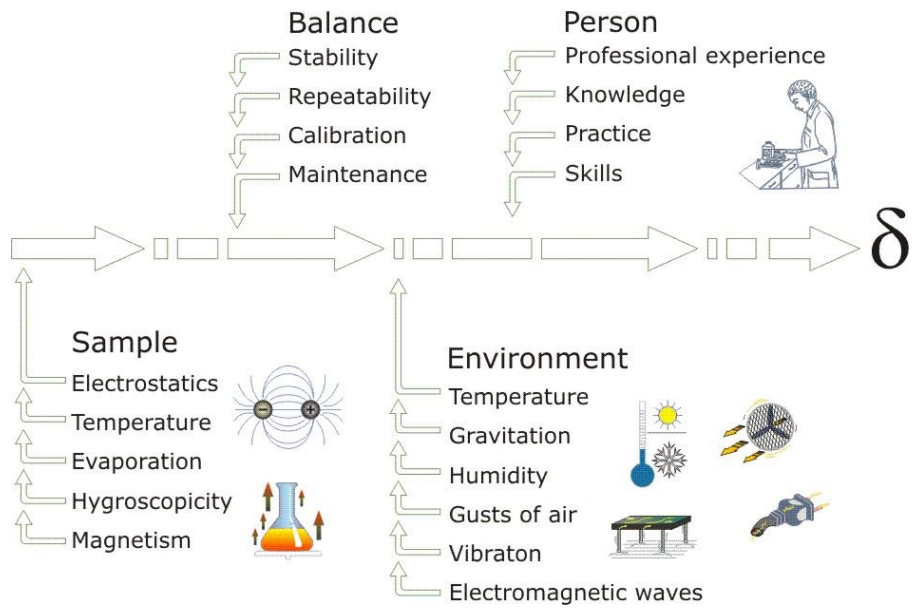 Balance
Stability
Repeatability
Calibration
Maintenance
Person
Professional experience
Knowledge
Practice
Skills
δ
Sample
Electrostatics
Temperature
Evaporation
Hygroscopicity
Magnetism
Environment
Temperature
Gravitation
Humidity
Gusts of air
Vibraton
Electromagnetic waves